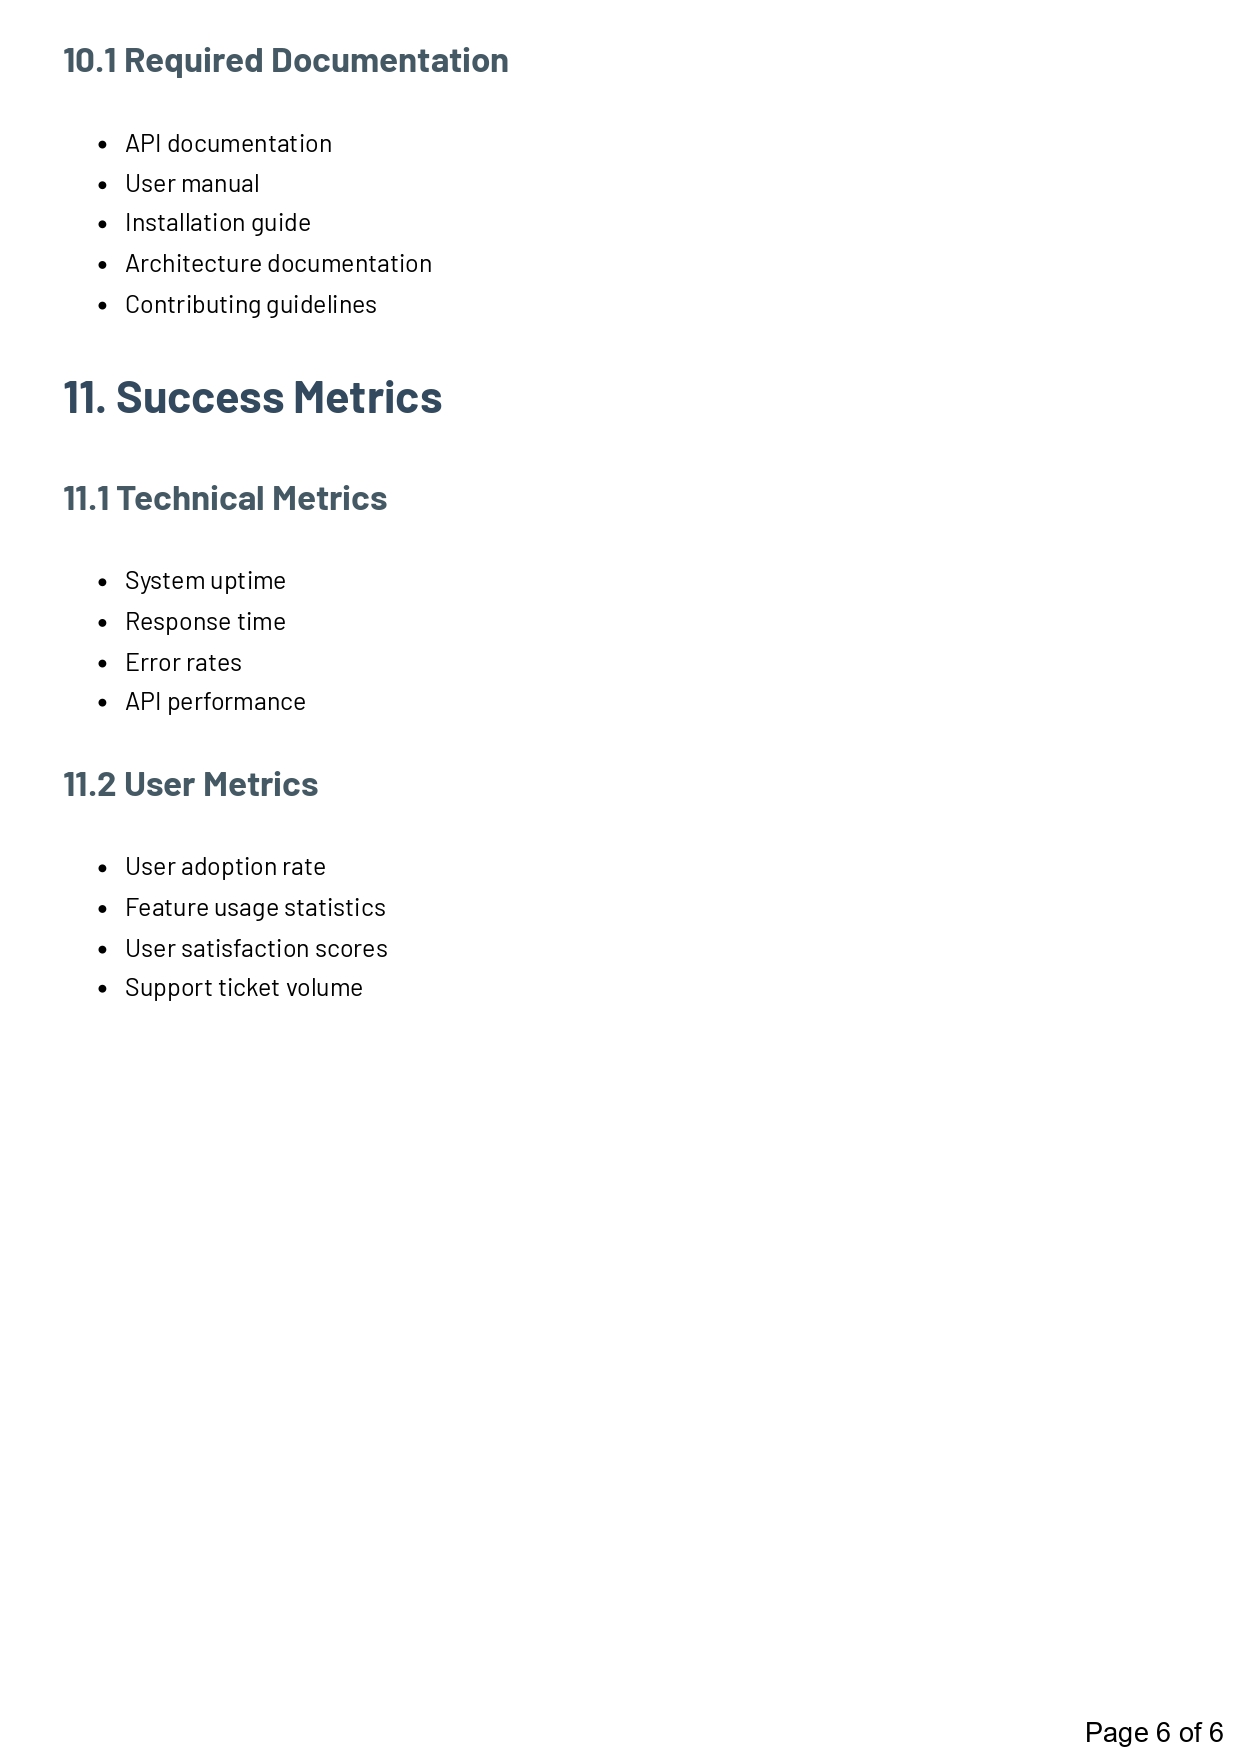 10.1 Required Documentation
• API documentation
• User manual
• Installation guide
• Architecture documentation
• Contributing guidelines
11. Success Metrics
11.1 Technical Metrics
• System uptime
• Response time
• Error rates
• API performance
11.2 User Metrics
• User adoption rate
• Feature usage statistics
• User satisfaction scores
• Support ticket volume
Page 6 of 6